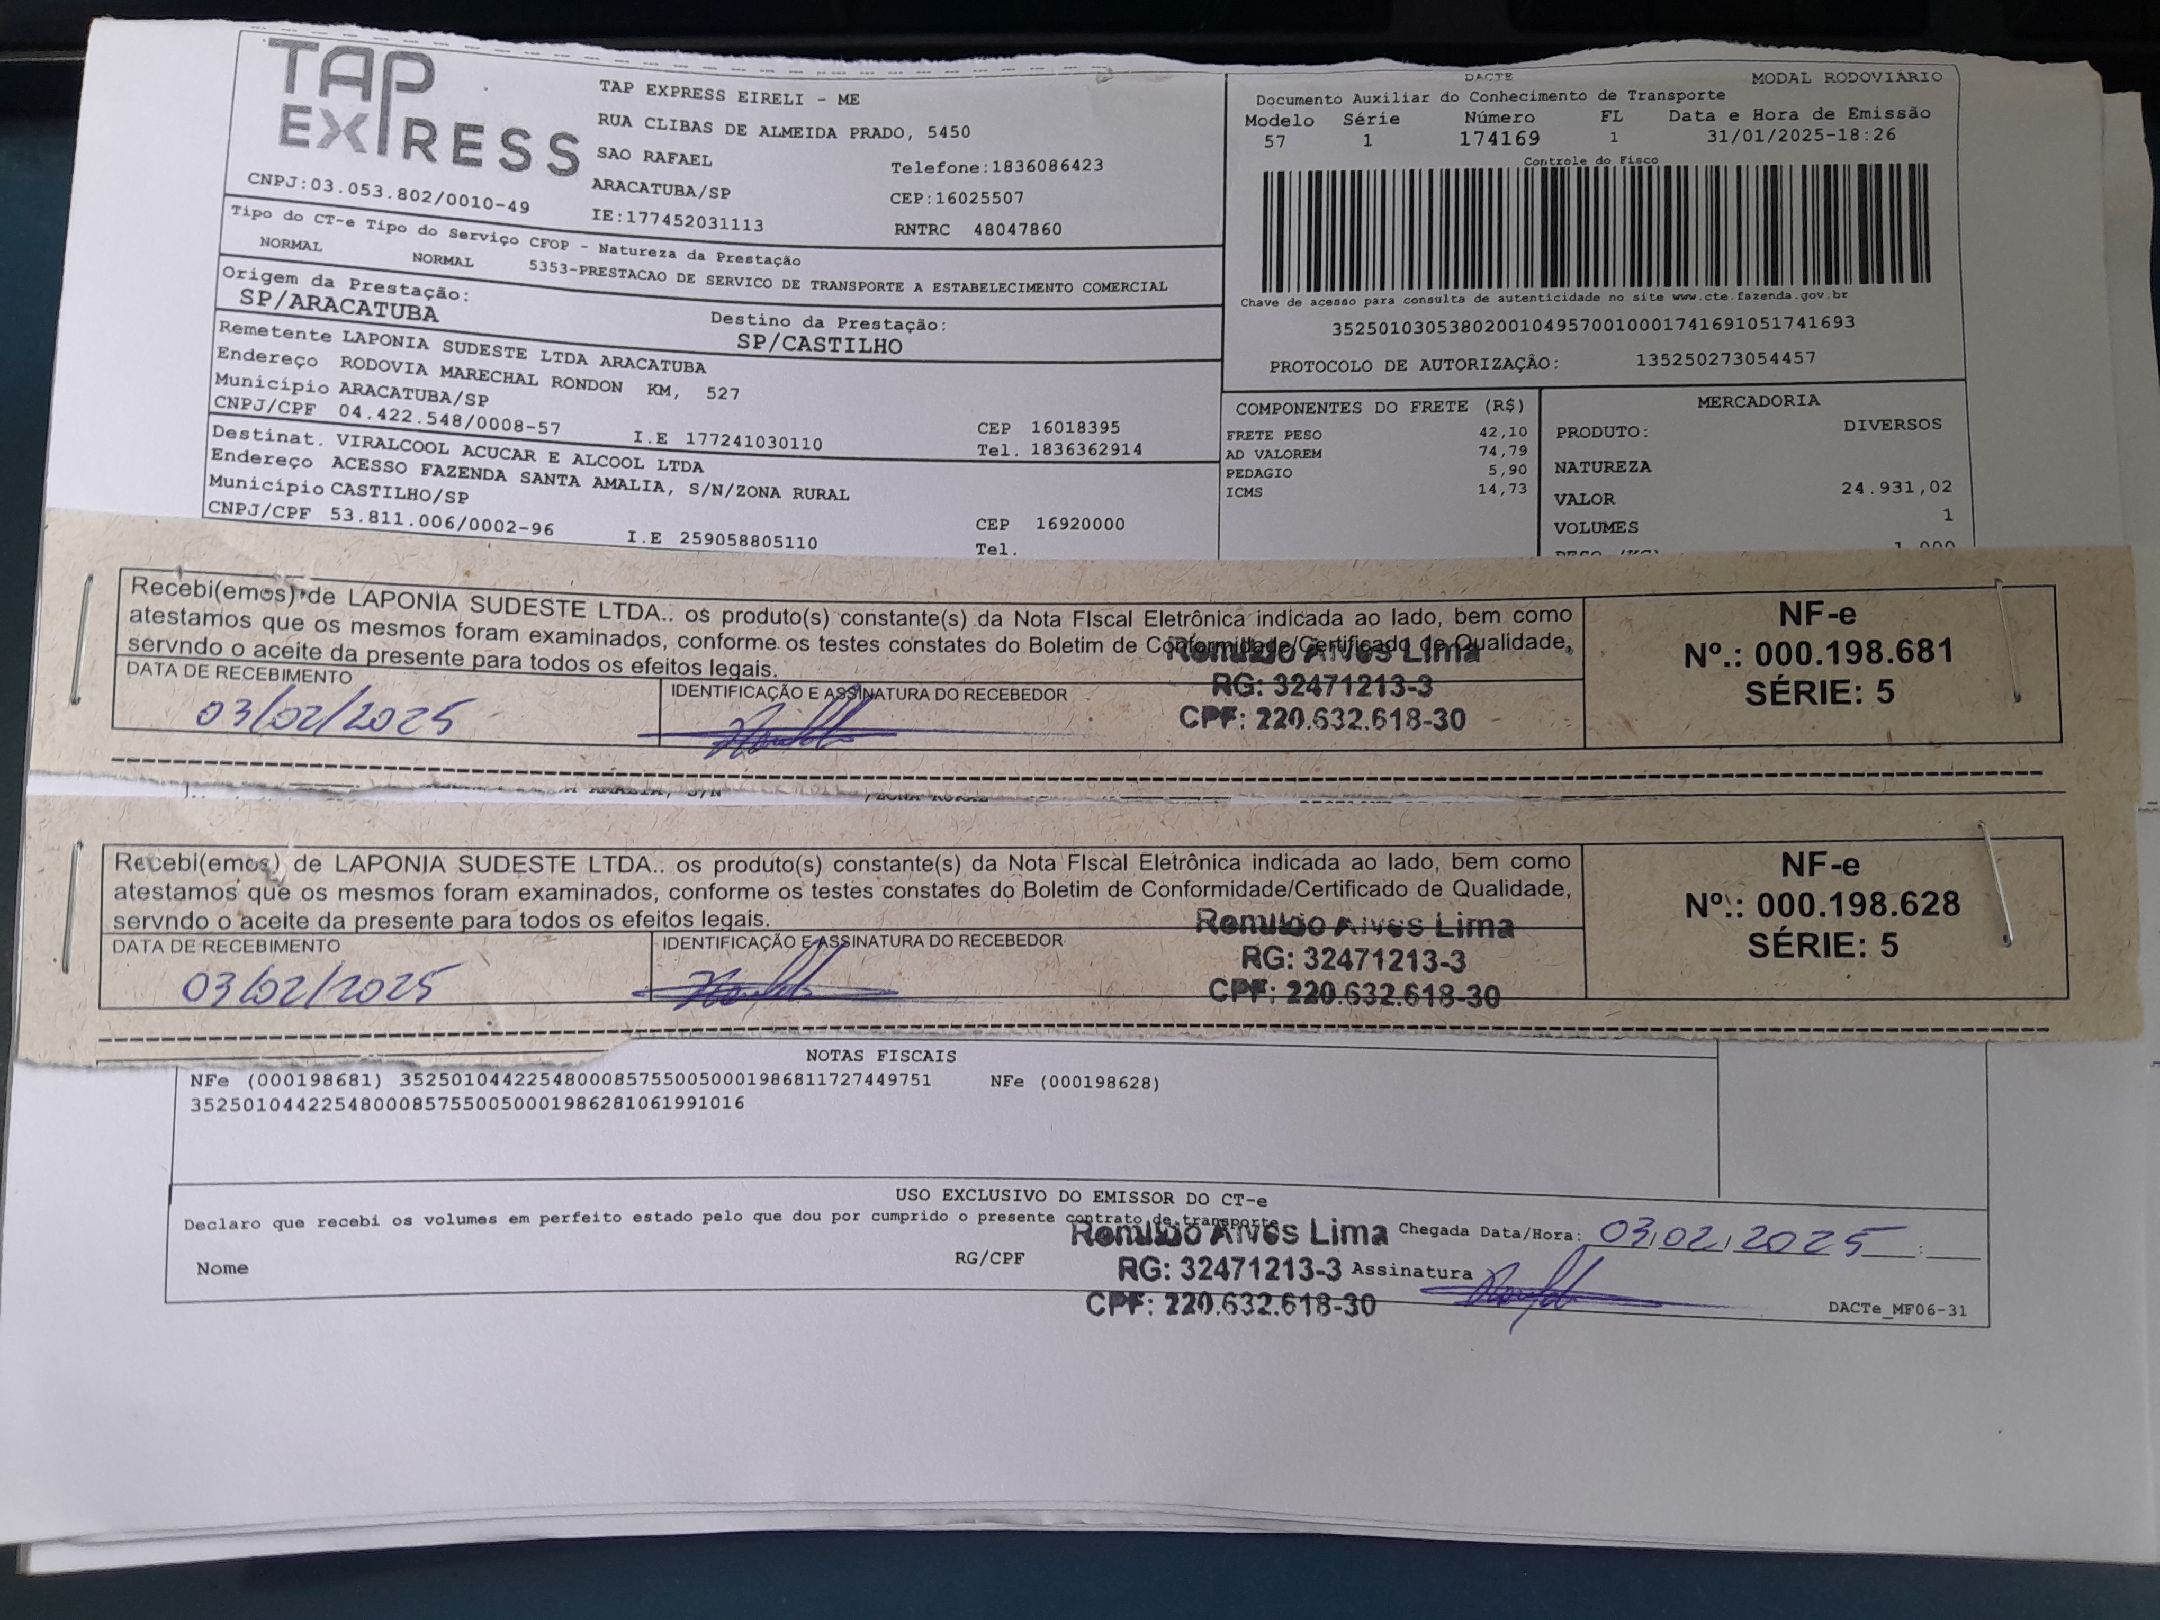 TAP
EXPRESS
CNPJ:03.053.802/0010-49
TAP EXPRESS EIRELI - ME
RUA CLIBAS DE ALMEIDA PRADO, 5450
SAO RAFAEL
Telefone:1836086423
ARACATUBA/SP
CEP:16025507
IE:177452031113
RNTRC 48047860
DACTE
MODAL RODOVIÁRIO
Documento Auxiliar do Conhecimento de Transporte
Modelo Série Número FL Data e Hora de Emissão
57 1 174169 1 31/01/2025-18:26
Controle do Fisco
Chave de acesso para consulta de autenticidade no site www.cte.fazenda.gov.br
35250103053802001049570010001741691051741693
PROTOCOLO DE AUTORIZAÇÃO: 135250273054457
Tipo do CT-e Tipo do Serviço CFOP - Natureza da Prestação
NORMAL NORMAL 5353-PRESTACAO DE SERVICO DE TRANSPORTE A ESTABELECIMENTO COMERCIAL
Origem da Prestação:
SP/ARACATUBA
Destino da Prestação:
SP/CASTILHO
Remetente LAPONIA SUDESTE LTDA ARACATUBA
Endereço RODOVIA MARECHAL RONDON KM, 527
Município ARACATUBA/SP
CEP 16018395
CNPJ/CPF 04.422.548/0008-57 I.E 177241030110 Tel. 1836362914
Destinat. VIRALCOOL ACUCAR E ALCOOL LTDA
Endereço ACESSO FAZENDA SANTA AMALIA, S/N/ZONA RURAL
Município CASTILHO/SP
CEP 16920000
CNPJ/CPF 53.811.006/0002-96 I.E 259058805110 Tel.
COMPONENTES DO FRETE (R$)
FRETE PESO 42,10
AD VALOREM 74,79
PEDAGIO 5,90
ICMS 14,73
MERCADORIA
PRODUTO: DIVERSOS
NATUREZA
VALOR 24.931,02
VOLUMES 1
Recebi(emos) de LAPONIA SUDESTE LTDA.. os produto(s) constante(s) da Nota FIscal Eletrônica indicada ao lado, bem como
atestamos que os mesmos foram examinados, conforme os testes constates do Boletim de Conformidade/Certificado de Qualidade,
servndo o aceite da presente para todos os efeitos legais.
DATA DE RECEBIMENTO
03/02/2025
IDENTIFICAÇÃO E ASSINATURA DO RECEBEDOR
Romildo Alves Lima
RG: 32471213-3
CPF: 220.632.618-30
NF-e
Nº.: 000.198.681
SÉRIE: 5
Recebi(emos) de LAPONIA SUDESTE LTDA.. os produto(s) constante(s) da Nota FIscal Eletrônica indicada ao lado, bem como
atestamos que os mesmos foram examinados, conforme os testes constates do Boletim de Conformidade/Certificado de Qualidade,
servndo o aceite da presente para todos os efeitos legais.
DATA DE RECEBIMENTO
03/02/2025
IDENTIFICAÇÃO E ASSINATURA DO RECEBEDOR
Romildo Alves Lima
RG: 32471213-3
CPF: 220.632.618-30
NF-e
Nº.: 000.198.628
SÉRIE: 5
NOTAS FISCAIS
NFe (000198681) 35250104422548000857550050001986811727449751 NFe (000198628)
35250104422548000857550050001986281061991016
USO EXCLUSIVO DO EMISSOR DO CT-e
Declaro que recebi os volumes em perfeito estado pelo que dou por cumprido o presente contrato de transporte
Chegada Data/Hora: 03/02/2025 :
Nome
RG/CPF
Romildo Alves Lima
RG: 32471213-3
CPF: 220.632.618-30
Assinatura
DACTe_MF06-31